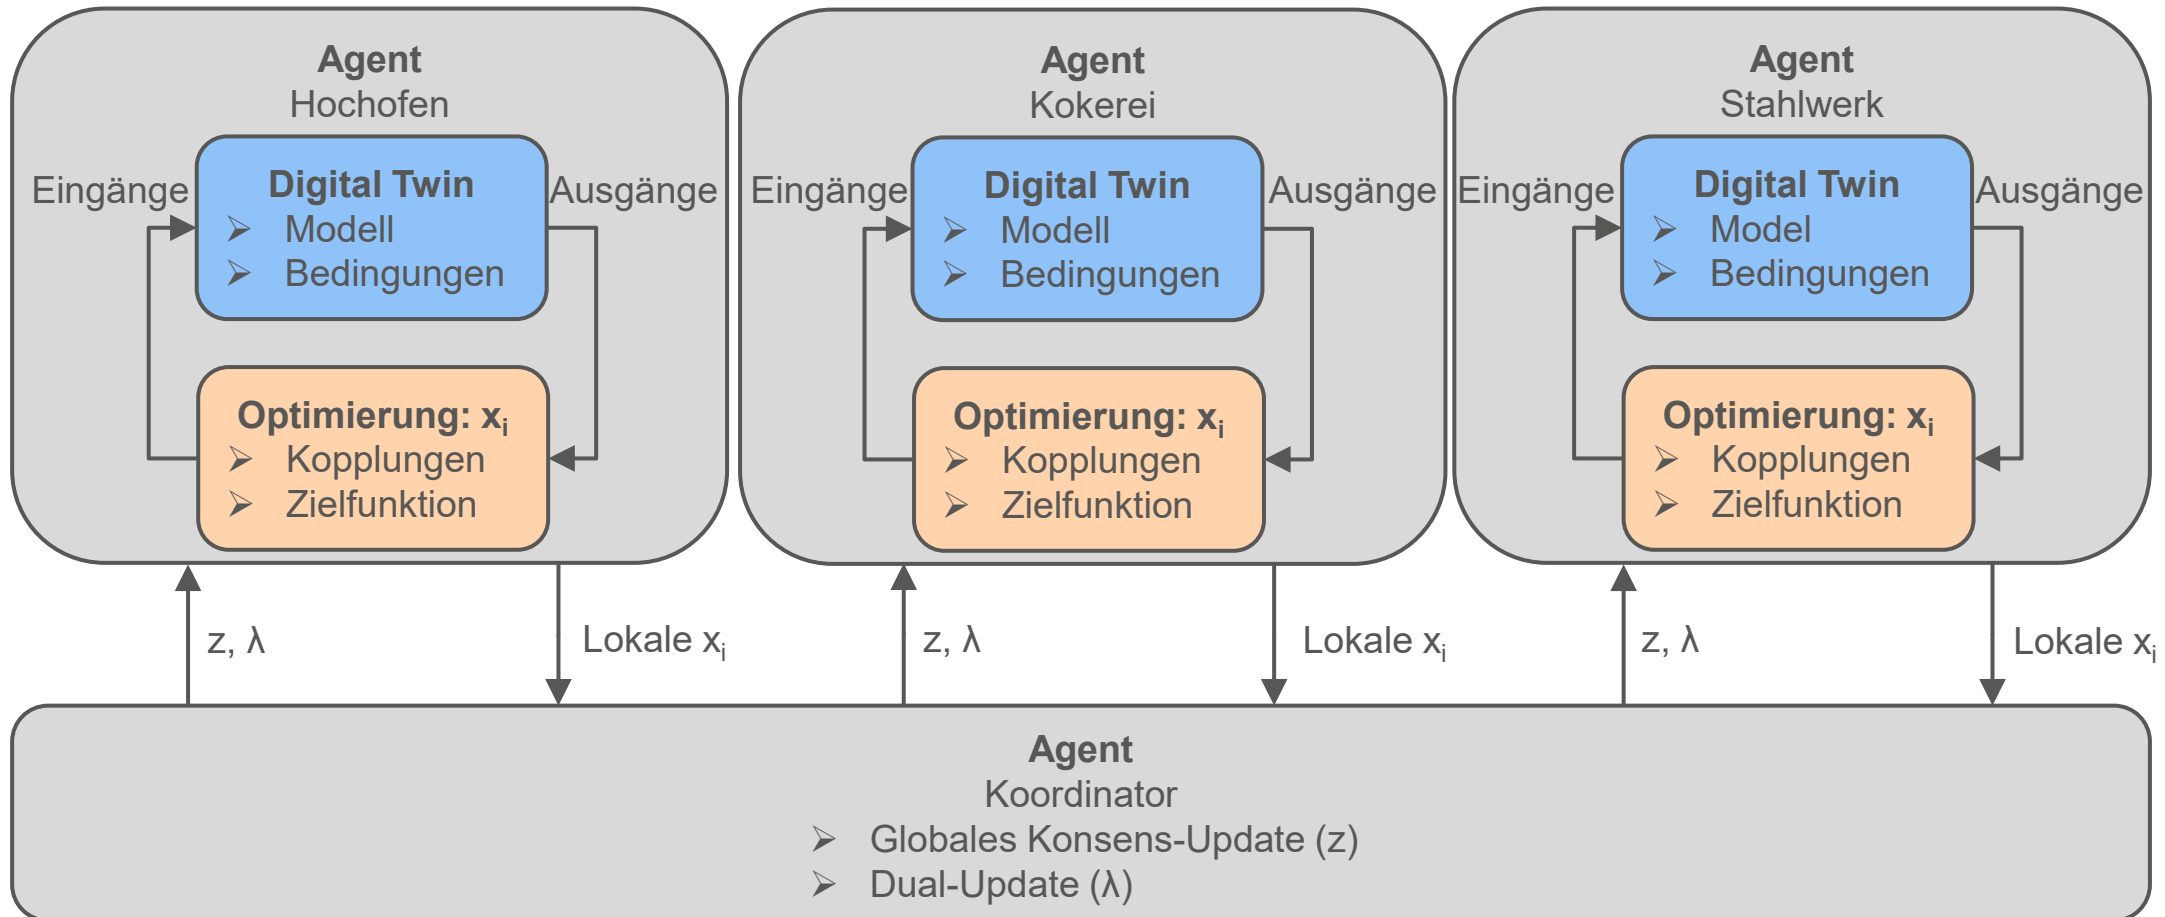 Agent
Hochofen
Eingänge
Digital Twin
Ausgänge
➢ Modell
➢ Bedingungen
Optimierung: xᵢ
➢ Kopplungen
➢ Zielfunktion
Agent
Kokerei
Eingänge
Digital Twin
Ausgänge
➢ Modell
➢ Bedingungen
Optimierung: xᵢ
➢ Kopplungen
➢ Zielfunktion
Agent
Stahlwerk
Eingänge
Digital Twin
Ausgänge
➢ Model
➢ Bedingungen
Optimierung: xᵢ
➢ Kopplungen
➢ Zielfunktion
z, λ
Lokale xᵢ
z, λ
Lokale xᵢ
z, λ
Lokale xᵢ
Agent
Koordinator
➢ Globales Konsens-Update (z)
➢ Dual-Update (λ)